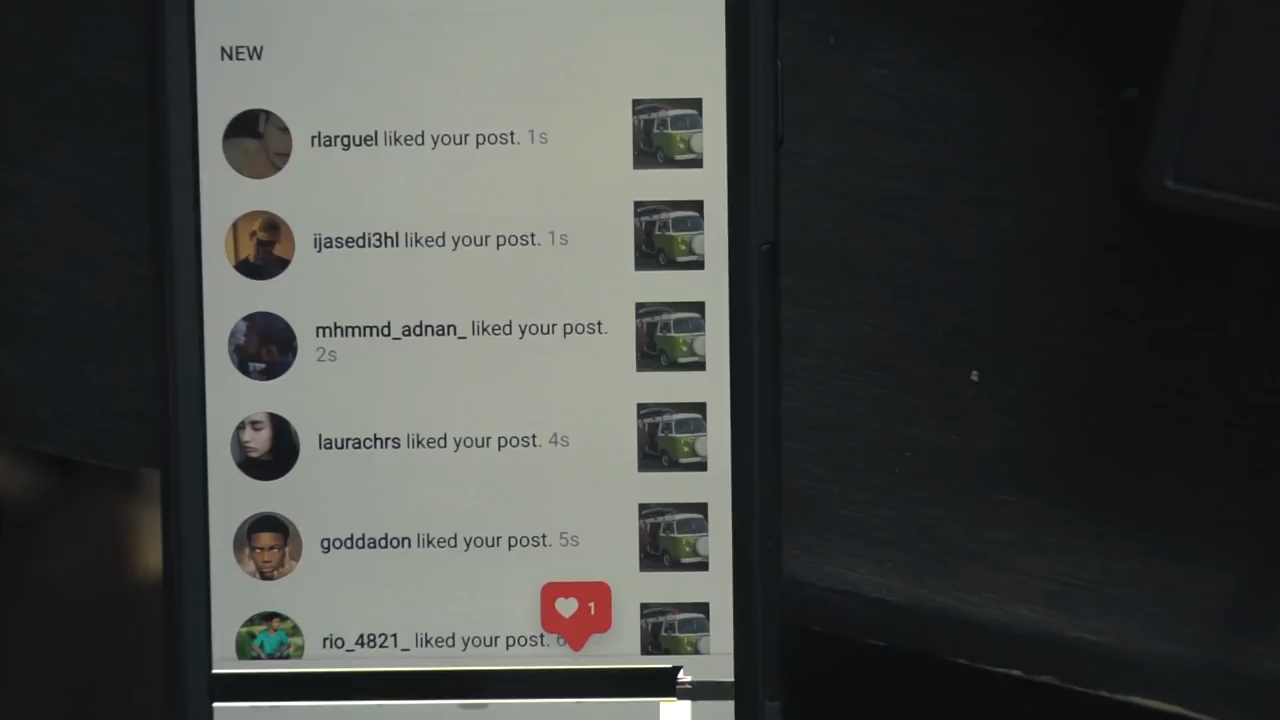 NEW
rlarguel liked your post. 1s
ijasedi3hl liked your post. 1s
mhmmd_adnan_ liked your post.
2s
laurachrs liked your post. 4s
goddadon liked your post. 5s
rio_4821_ liked your post.
1